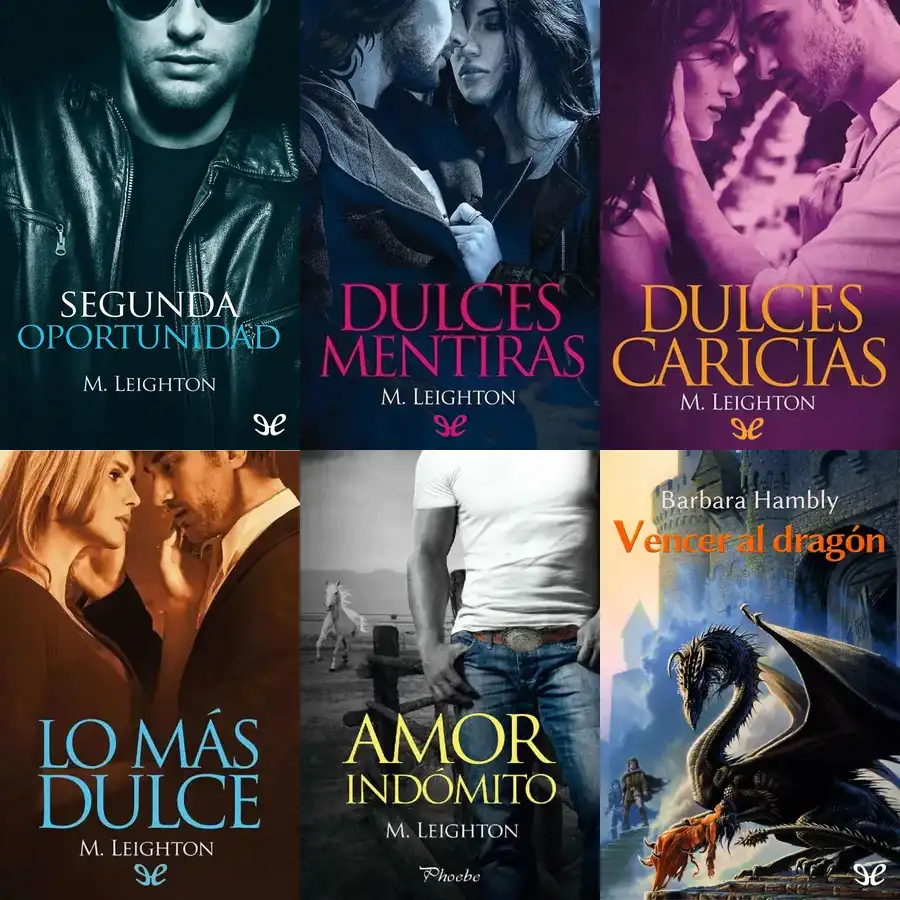 SEGUNDA
OPORTUNIDAD
M. LEIGHTON
DULCES
MENTIRAS
M. LEIGHTON
DULCES
CARICIAS
M. LEIGHTON
LO MÁS
DULCE
M. LEIGHTON
AMOR
INDÓMITO
M. LEIGHTON
Phoebe
Barbara Hambly
Vencer al dragón